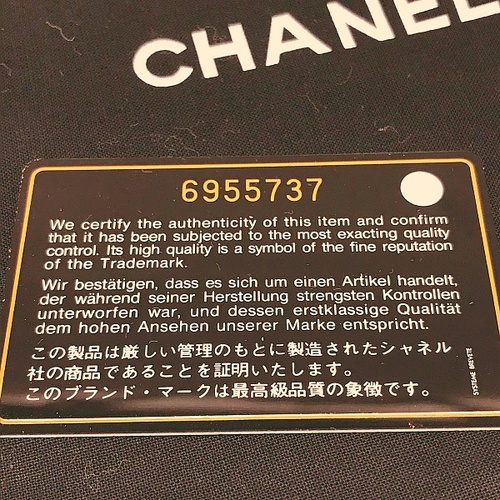 CHANEL
6955737
We certify the authenticity of this item and confirm
that it has been subjected to the most exacting quality
control. Its high quality is a symbol of the fine reputation
of the Trademark.
Wir bestätigen, dass es sich um einen Artikel handelt,
der während seiner Herstellung strengsten Kontrollen
unterworfen war, und dessen erstklassige Qualität
dem hohen Ansehen unserer Marke entspricht.
この製品は厳しい管理のもとに製造されたシャネル
社の商品であることを証明いたします。
このブランド・マークは最高級品質の象徴です。
SYSTEME BREVETE